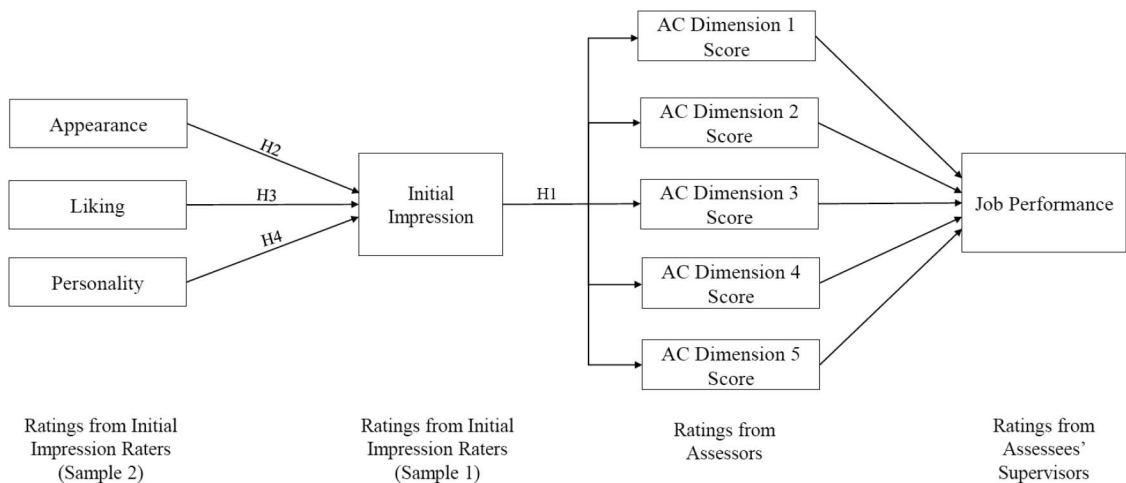 Appearance
Liking
Personality
H2
H3
H4
Initial
Impression
H1
AC Dimension 1
Score
AC Dimension 2
Score
AC Dimension 3
Score
AC Dimension 4
Score
AC Dimension 5
Score
Job Performance
Ratings from Initial
Impression Raters
(Sample 2)
Ratings from Initial
Impression Raters
(Sample 1)
Ratings from
Assessors
Ratings from
Assessees’
Supervisors